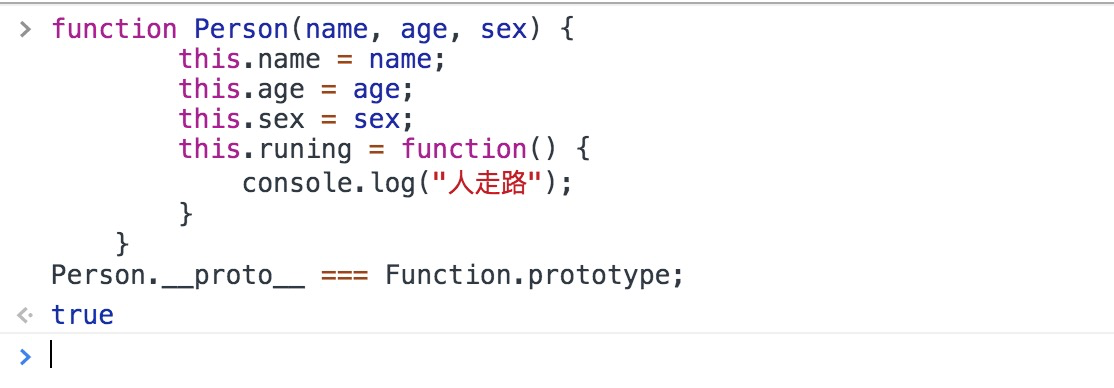 function Person(name, age, sex) {
this.name = name;
this.age = age;
this.sex = sex;
this.runing = function() {
console.log("人走路");
}
}
Person.__proto__ === Function.prototype;
true